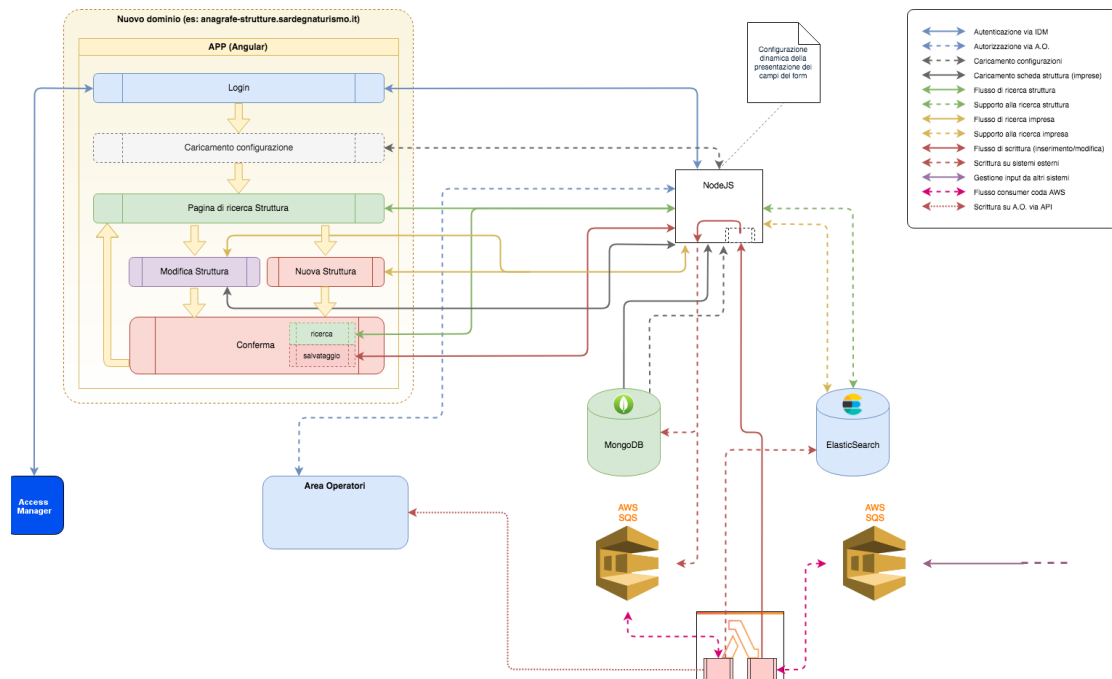 Nuovo dominio (es: anagrafe-strutture.sardegnaturismo.it)
APP (Angular)
Login
Caricamento configurazione
Pagina di ricerca Struttura
Modifica Struttura
Nuova Struttura
Conferma
ricerca
salvataggio
Configurazione
dinamica della
presentazione dei
campi del form
NodeJS
Autenticazione via IDM
Autorizzazione via A.O.
Caricamento configurazioni
Caricamento scheda struttura (imprese)
Flusso di ricerca struttura
Supporto alla ricerca struttura
Flusso di ricerca impresa
Supporto alla ricerca impresa
Flusso di scrittura (inserimento/modifica)
Scrittura su sistemi esterni
Gestione input da altri sistemi
Flusso consumer coda AWS
Scrittura su A.O. via API
MongoDB
ElasticSearch
Access
Manager
Area Operatori
AWS
SQS
AWS
SQS